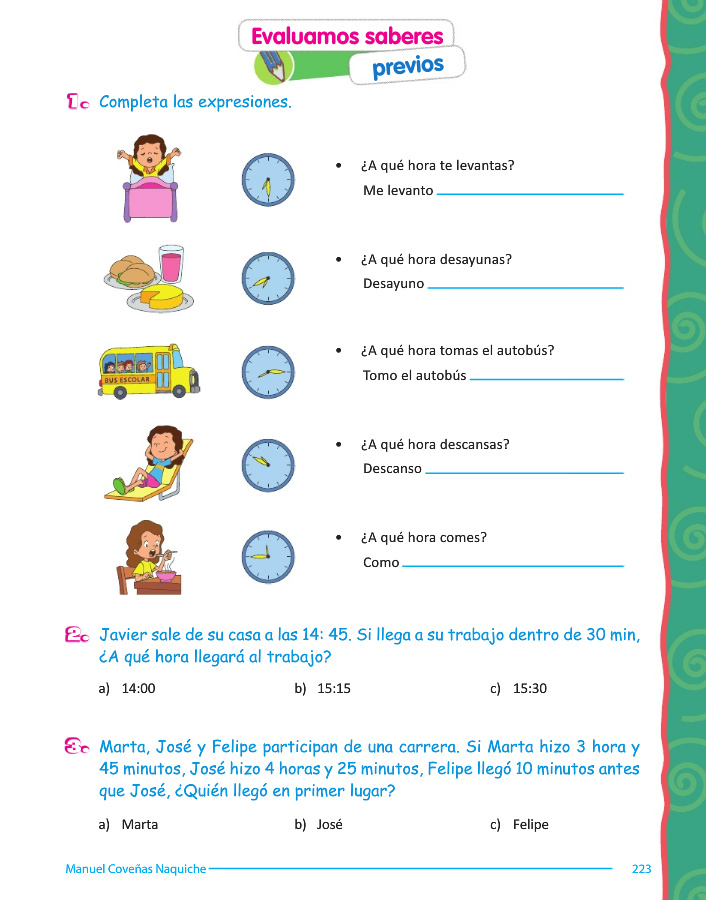 Evaluamos saberes
previos
1. Completa las expresiones.
• ¿A qué hora te levantas?
Me levanto
• ¿A qué hora desayunas?
Desayuno
BUS ESCOLAR
• ¿A qué hora tomas el autobús?
Tomo el autobús
• ¿A qué hora descansas?
Descanso
• ¿A qué hora comes?
Como
2. Javier sale de su casa a las 14: 45. Si llega a su trabajo dentro de 30 min,
¿A qué hora llegará al trabajo?
a) 14:00 b) 15:15 c) 15:30
3. Marta, José y Felipe participan de una carrera. Si Marta hizo 3 hora y
45 minutos, José hizo 4 horas y 25 minutos, Felipe llegó 10 minutos antes
que José, ¿Quién llegó en primer lugar?
a) Marta b) José c) Felipe
Manuel Coveñas Naquiche 223